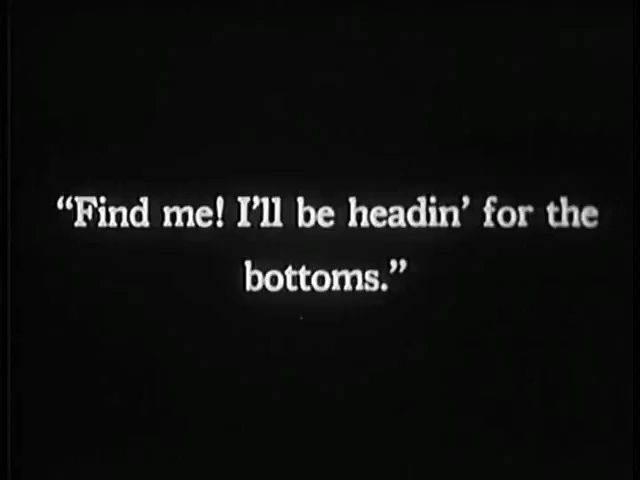 “Find me! I’ll be headin’ for the
bottoms.”